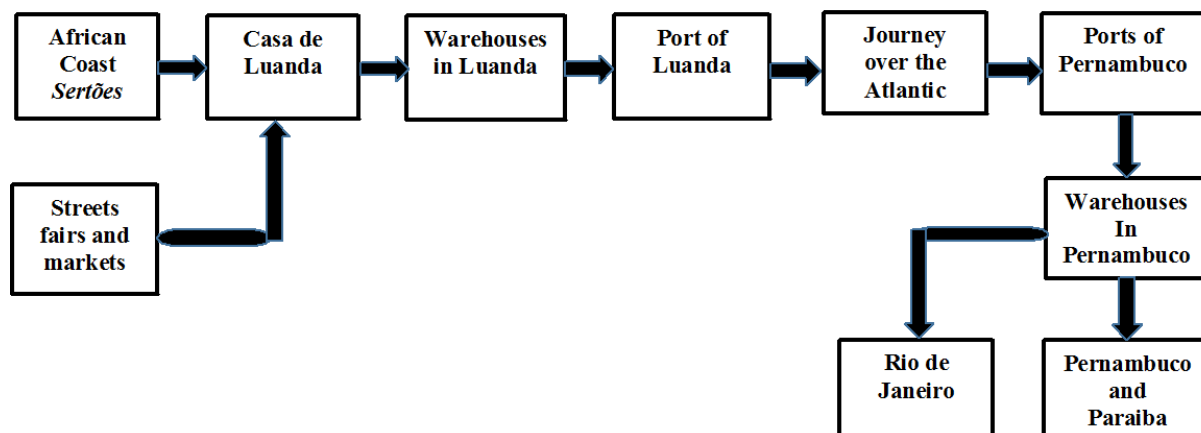 African
Coast
Sertões
Casa de
Luanda
Warehouses
in Luanda
Port of
Luanda
Journey
over the
Atlantic
Ports of
Pernambuco
Streets
fairs and
markets
Warehouses
In
Pernambuco
Rio de
Janeiro
Pernambuco
and
Paraiba